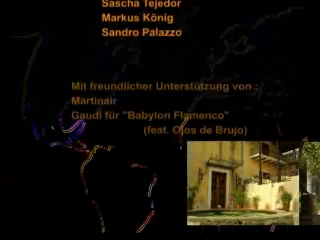 Sascha Tejedor
Markus König
Sandro Palazzo
Mit freundlicher Unterstützung von :
Martinair
Gaudi für "Babylon Flamenco"
(feat. Ojos de Brujo)